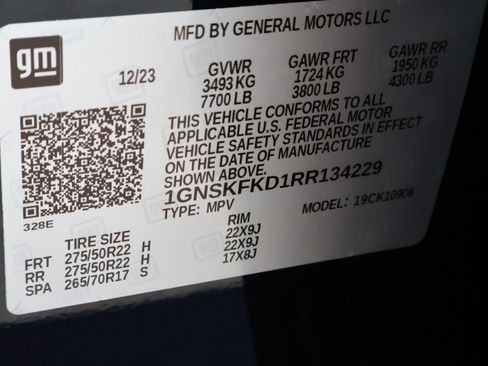 gm
MFD BY GENERAL MOTORS LLC
12/23
GVWR
3493 KG
7700 LB
GAWR FRT
1724 KG
3800 LB
GAWR RR
1950 KG
4300 LB
THIS VEHICLE CONFORMS TO ALL
APPLICABLE U.S. FEDERAL MOTOR
VEHICLE SAFETY STANDARDS IN EFFECT
ON THE DATE OF MANUFACTURE
SHOWN ABOVE.
1GNSKFKD1RR134229
TYPE: MPV
MODEL: 19CK10906
328E
TIRE SIZE RIM
FRT 275/50R22 H 22X9J
RR 275/50R22 H 22X9J
SPA 265/70R17 S 17X8J